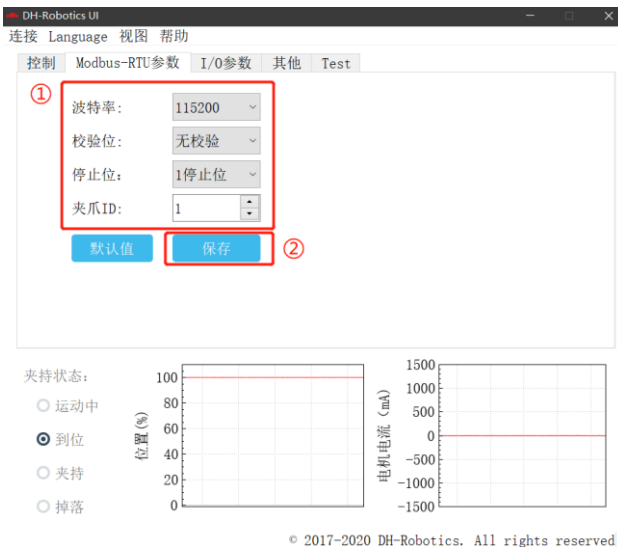 DH-Robotics UI
连接 Language 视图 帮助
控制 Modbus-RTU参数 I/O参数 其他 Test
①
波特率: 115200
校验位: 无校验
停止位: 1停止位
夹爪ID: 1
默认值 保存 ②
夹持状态:
运动中
到位
夹持
掉落
位置(%)
100
80
60
40
20
0
电机电流 (mA)
1500
1000
500
0
-500
-1000
-1500
© 2017-2020 DH-Robotics. All rights reserved